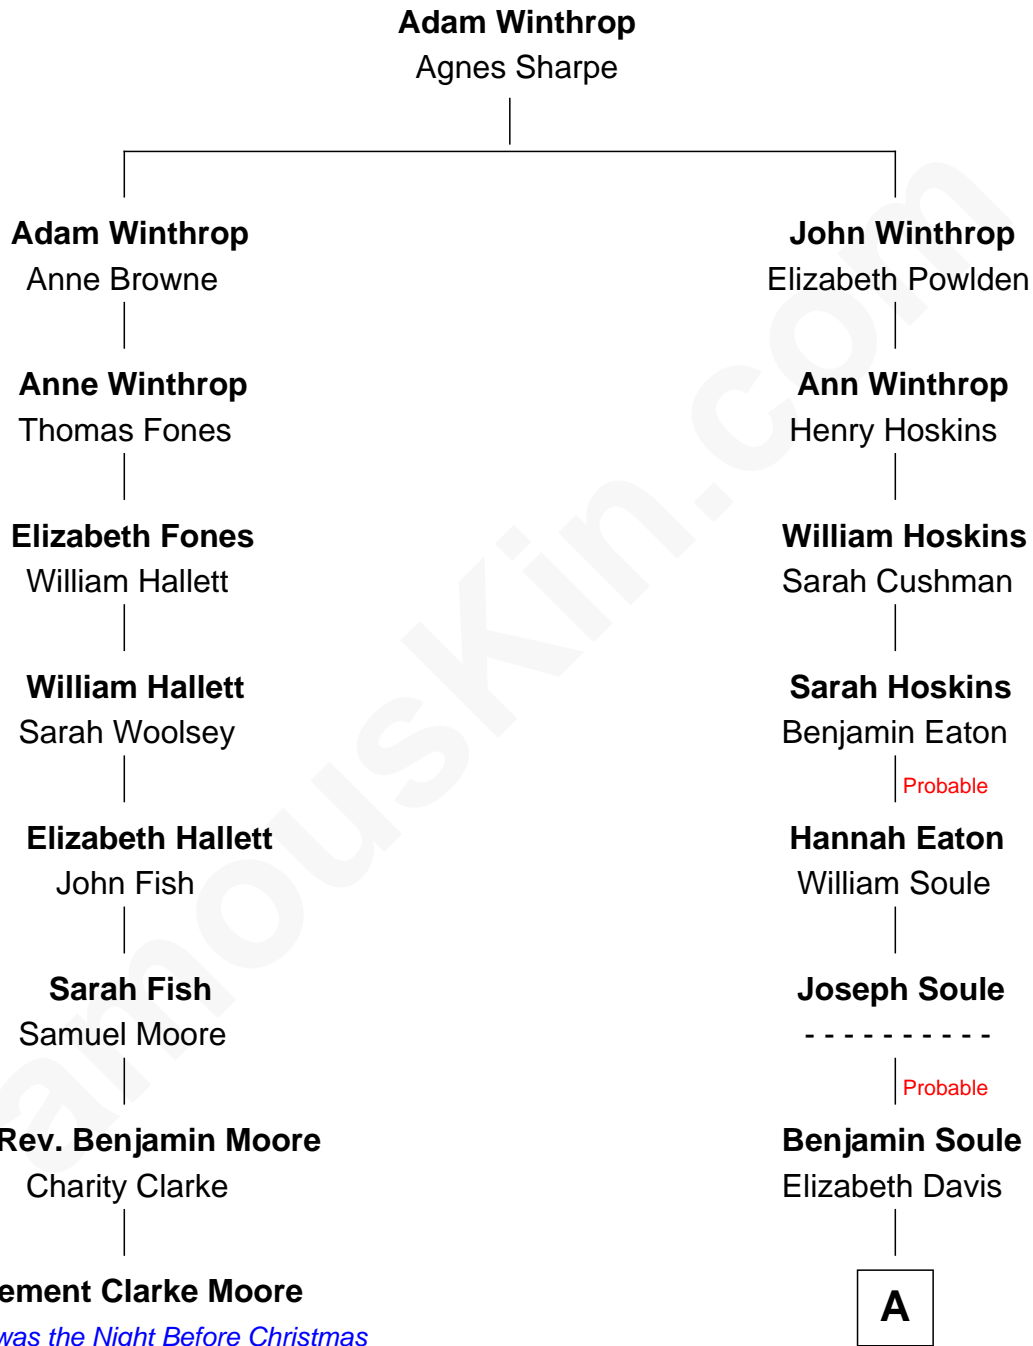 Adam Winthrop
Agnes Sharpe
Adam Winthrop
Anne Browne
John Winthrop
Elizabeth Powlden
Anne Winthrop
Thomas Fones
Ann Winthrop
Henry Hoskins
Elizabeth Fones
William Hallett
William Hoskins
Sarah Cushman
William Hallett
Sarah Woolsey
Sarah Hoskins
Benjamin Eaton
Probable
Elizabeth Hallett
John Fish
Hannah Eaton
William Soule
Sarah Fish
Samuel Moore
Joseph Soule
- - - - - - - - - -
Probable
Rev. Benjamin Moore
Charity Clarke
Benjamin Soule
Elizabeth Davis
ement Clarke Moore
was the Night Before Christmas
A
amouskin.com